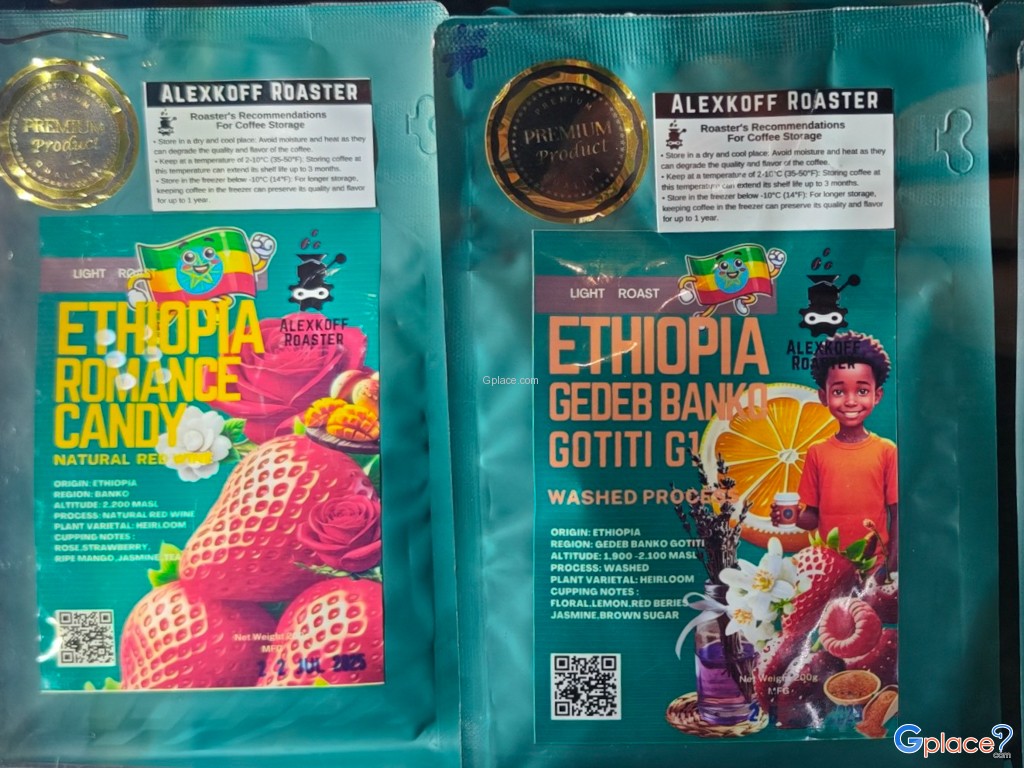 PREMIUM
PREMIUM
Product
ALEXKOFF ROASTER
Roaster's Recommendations
For Coffee Storage
• Store in a dry and cool place: Avoid moisture and heat as they
can degrade the quality and flavor of the coffee.
• Keep at a temperature of 2-10°C (35-50°F): Storing coffee at
this temperature can extend its shelf life up to 3 months.
• Store in the freezer below -10°C (14°F): For longer storage,
keeping coffee in the freezer can preserve its quality and flavor
for up to 1 year.
LIGHT ROAST
ETHIOPIA
ROMANCE
CANDY
NATURAL RED WINE
ALEXKOFF
ROASTER
ORIGIN: ETHIOPIA
REGION: BANKO
ALTITUDE: 2,200 MASL
PROCESS: NATURAL RED WINE
PLANT VARIETAL: HEIRLOOM
CUPPING NOTES :
ROSE,STRAWBERRY,
RIPE MANGO,JASMINE,TEA
Net Weight
MFG
2 2 JUL 2025
PREMIUM
PREMIUM
Product
ALEXKOFF ROASTER
Roaster's Recommendations
For Coffee Storage
• Store in a dry and cool place: Avoid moisture and heat as they
can degrade the quality and flavor of the coffee.
• Keep at a temperature of 2-10°C (35-50°F): Storing coffee at
this temperature can extend its shelf life up to 3 months.
• Store in the freezer below -10°C (14°F): For longer storage,
keeping coffee in the freezer can preserve its quality and flavor
for up to 1 year.
LIGHT ROAST
ETHIOPIA
GEDEB BANKO
GOTITI G1
WASHED PROCESS
ALEXKOFF
ROASTER
ORIGIN: ETHIOPIA
REGION: GEDEB BANKO GOTITI
ALTITUDE: 1,900 -2,100 MASL
PROCESS: WASHED
PLANT VARIETAL: HEIRLOOM
CUPPING NOTES :
FLORAL,LEMON,RED BERIES
JASMINE,BROWN SUGAR
Net Weight 200g
MFG
Gplace.com
Gplace
.com